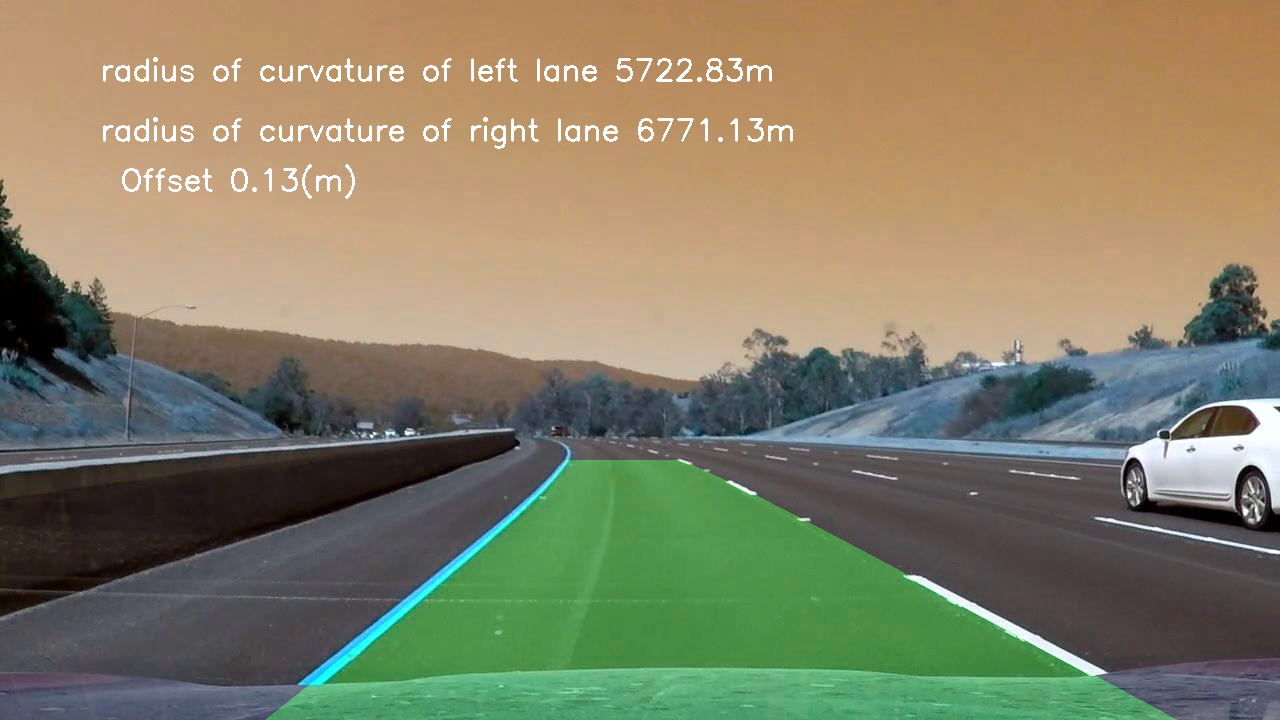 radius of curvature of left lane 5722.83m
radius of curvature of right lane 6771.13m
Offset 0.13(m)